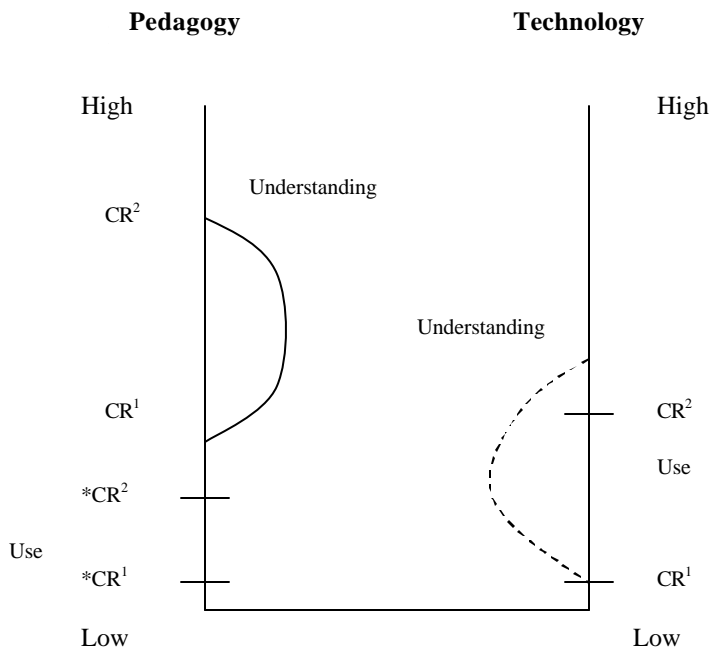 Pedagogy Technology
High High
Understanding
CR²
Understanding
CR¹ CR²
Use
*CR²
Use
*CR¹ CR¹
Low Low